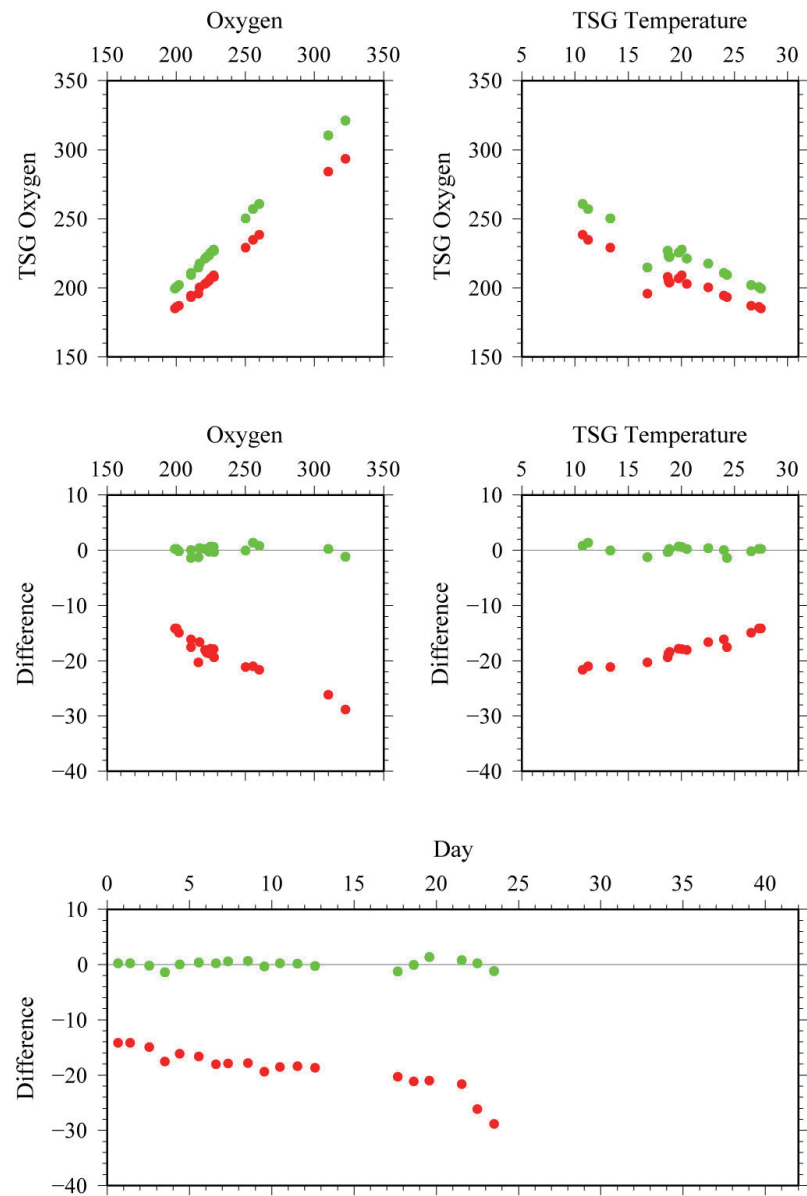 Oxygen TSG Temperature
150 200 250 300 350 5 10 15 20 25 30
350 350
300 300
250 250
200 200
150 150
TSG Oxygen TSG Oxygen
Oxygen TSG Temperature
150 200 250 300 350 5 10 15 20 25 30
10 10
0 0
−10 −10
−20 −20
−30 −30
−40 −40
Difference Difference
Day
0 5 10 15 20 25 30 35 40
10
0
−10
−20
−30
−40
Difference